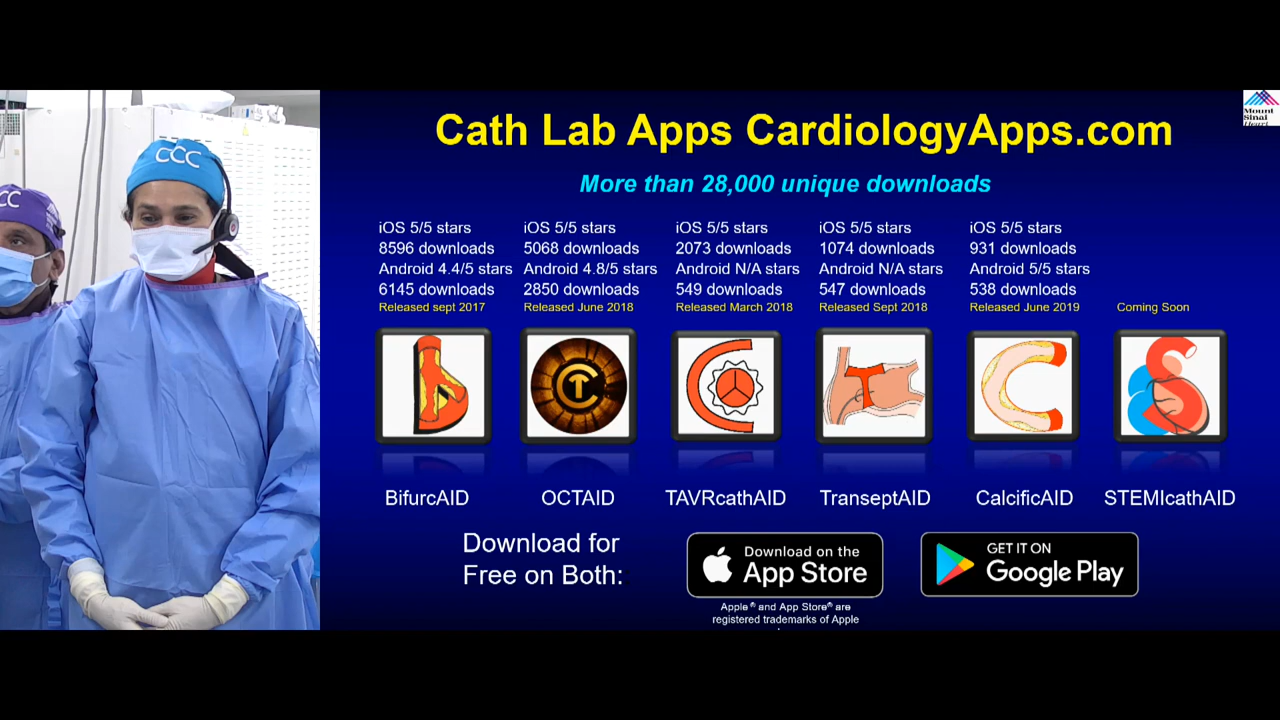 Cath Lab Apps CardiologyApps.com
Mount
Sinai
Heart
More than 28,000 unique downloads
iOS 5/5 stars
8596 downloads
Android 4.4/5 stars
6145 downloads
Released sept 2017
iOS 5/5 stars
5068 downloads
Android 4.8/5 stars
2850 downloads
Released June 2018
iOS 5/5 stars
2073 downloads
Android N/A stars
549 downloads
Released March 2018
iOS 5/5 stars
1074 downloads
Android N/A stars
547 downloads
Released Sept 2018
iOS 5/5 stars
931 downloads
Android 5/5 stars
538 downloads
Released June 2019
Coming Soon
CCC
CC
BifurcAID
OCTAID
TAVRcathAID
TranseptAID
CalcificAID
STEMIcathAID
Download for
Free on Both:
Download on the
App Store
GET IT ON
Google Play
Apple ® and App Store® are
registered trademarks of Apple